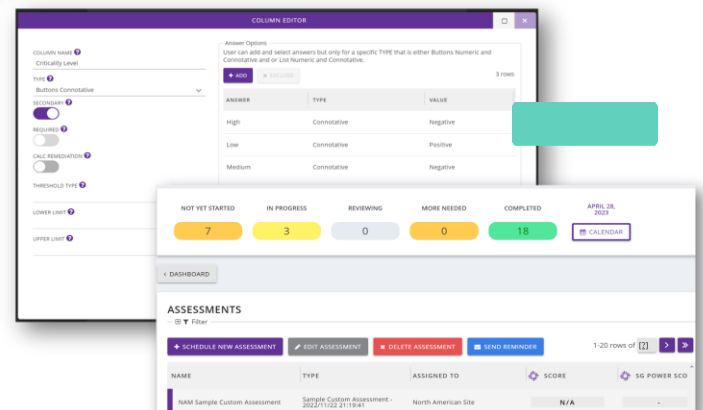 COLUMN EDITOR
COLUMN NAME
Criticality Level
TYPE
Buttons Connotative
SECONDARY
REQUIRED
CALC REMEDIATION
THRESHOLD TYPE
LOWER LIMIT
UPPER LIMIT
Answer Options
User can add and select answers but only for a specific TYPE that is either Buttons Numeric and
Connotative and or List Numeric and Connotative.
+ ADD
× EXCLUDE
3 rows
ANSWER TYPE VALUE
High Connotative Negative
Low Connotative Positive
Medium Connotative Negative
NOT YET STARTED IN PROGRESS REVIEWING MORE NEEDED COMPLETED APRIL 28,
2023
7 3 0 0 18 CALENDAR
< DASHBOARD
ASSESSMENTS
Filter
+ SCHEDULE NEW ASSESSMENT EDIT ASSESSMENT × DELETE ASSESSMENT SEND REMINDER 1-20 rows of [?]
NAME TYPE ASSIGNED TO SCORE SG POWER SCO
NAM Sample Custom Assessment Sample Custom Assessment -
2022/11/22 21:19:41 North American Site N/A -